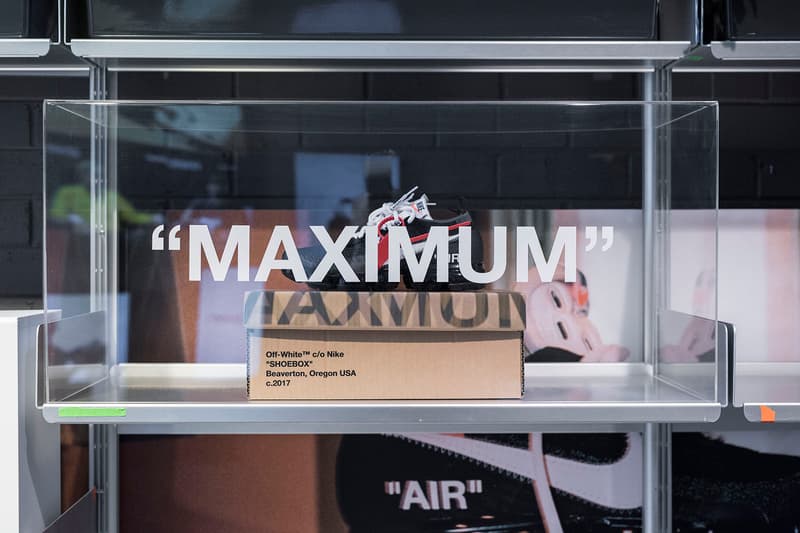 “MAXIMUM”
Off-White™ c/o Nike
"SHOEBOX"
Beaverton, Oregon USA
c.2017
"AIR"